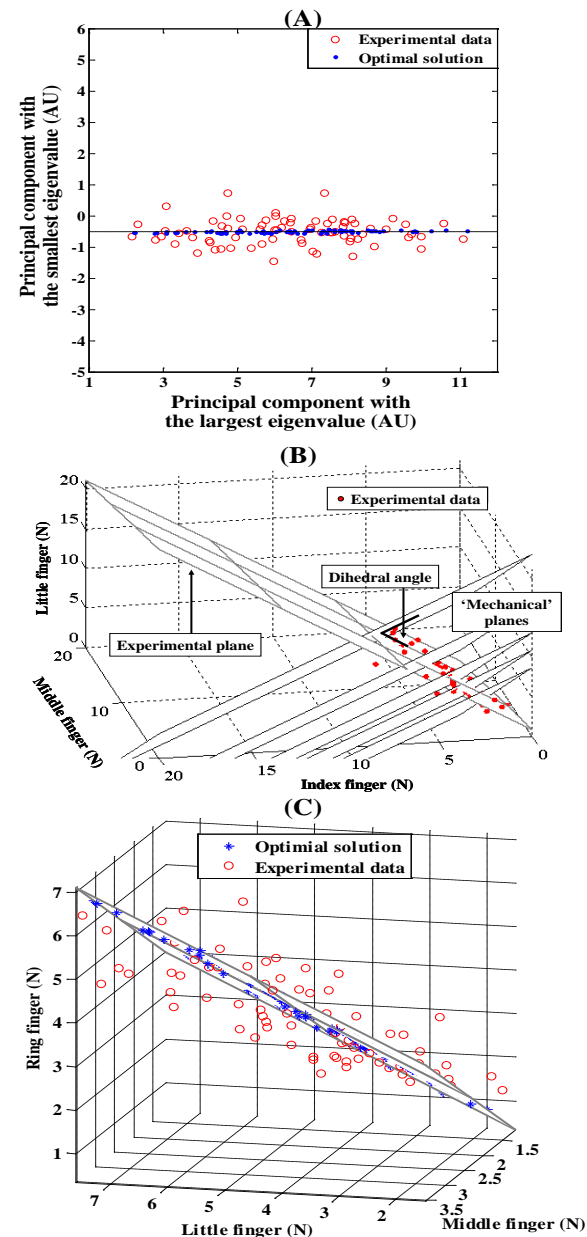 (A)
Experimental data
Optimal solution
6
5
4
3
2
1
0
-1
-2
-3
-4
-5
1
3
5
7
9
11
Principal component with
the smallest eigenvalue (AU)
Principal component with
the largest eigenvalue (AU)
(B)
Experimental data
Dihedral angle
'Mechanical'
planes
Experimental plane
20
15
10
5
0
Little finger (N)
20
10
0
Middle finger (N)
20
15
10
5
0
Index finger (N)
(C)
Optimial solution
Experimental data
7
6
5
4
3
2
1
Ring finger (N)
7
6
5
4
3
2
Little finger (N)
1.5
2
2.5
3
3.5
Middle finger (N)